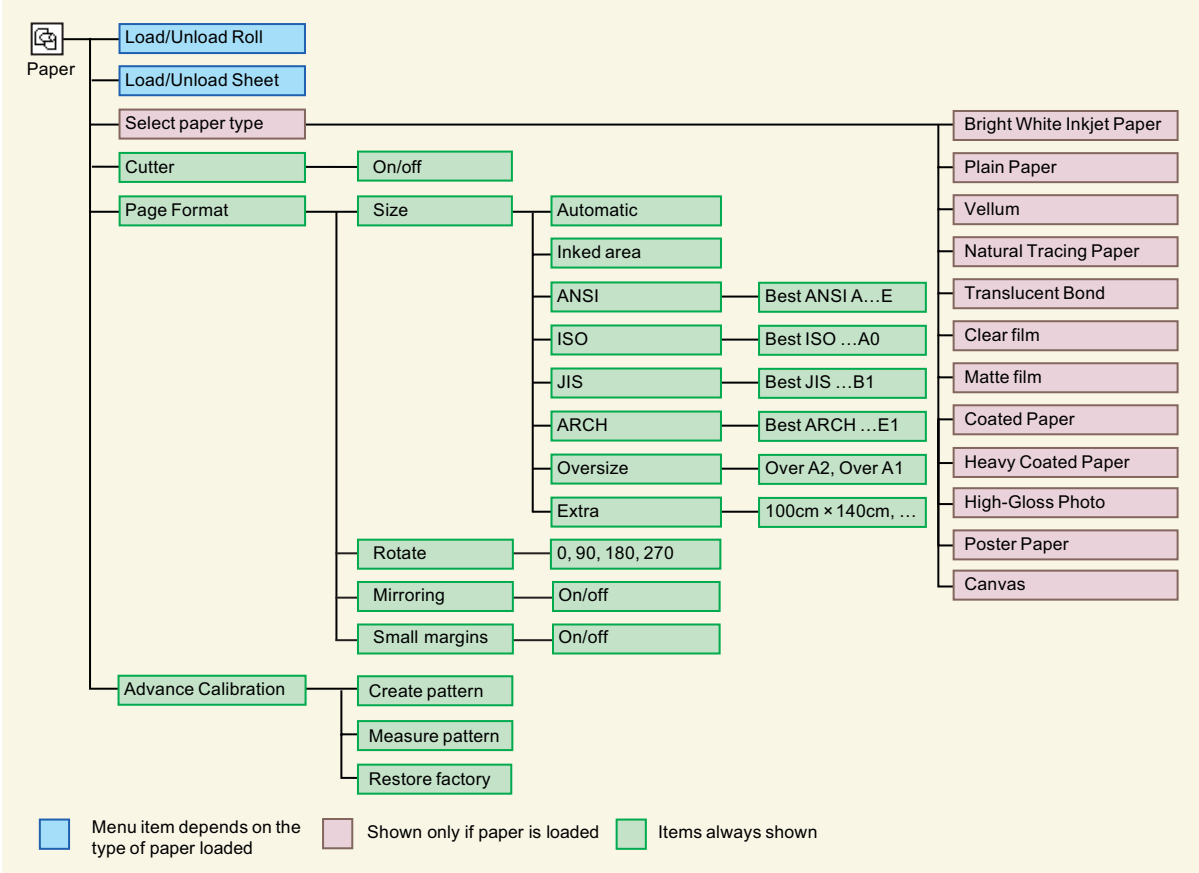 Paper
Load/Unload Roll
Load/Unload Sheet
Select paper type
Bright White Inkjet Paper
Cutter
On/off
Plain Paper
Page Format
Size
Automatic
Vellum
Inked area
Natural Tracing Paper
ANSI
Best ANSI A…E
Translucent Bond
ISO
Best ISO …A0
Clear film
JIS
Best JIS …B1
Matte film
ARCH
Best ARCH …E1
Coated Paper
Oversize
Over A2, Over A1
Heavy Coated Paper
Extra
100cm × 140cm, …
High-Gloss Photo
Rotate
0, 90, 180, 270
Poster Paper
Mirroring
On/off
Canvas
Small margins
On/off
Advance Calibration
Create pattern
Measure pattern
Restore factory
Menu item depends on the
type of paper loaded
Shown only if paper is loaded
Items always shown